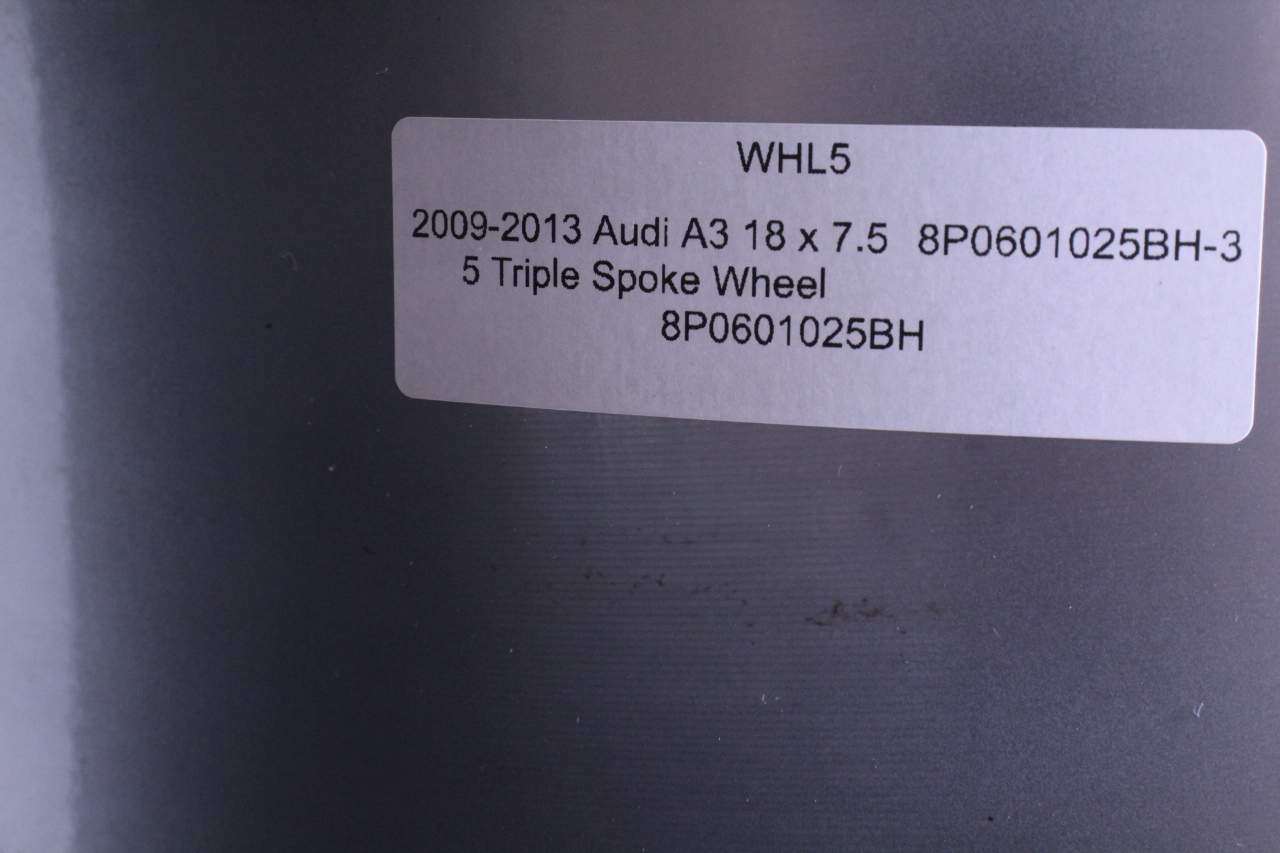 WHL5
2009-2013 Audi A3 18 x 7.5 8P0601025BH-3
5 Triple Spoke Wheel
8P0601025BH